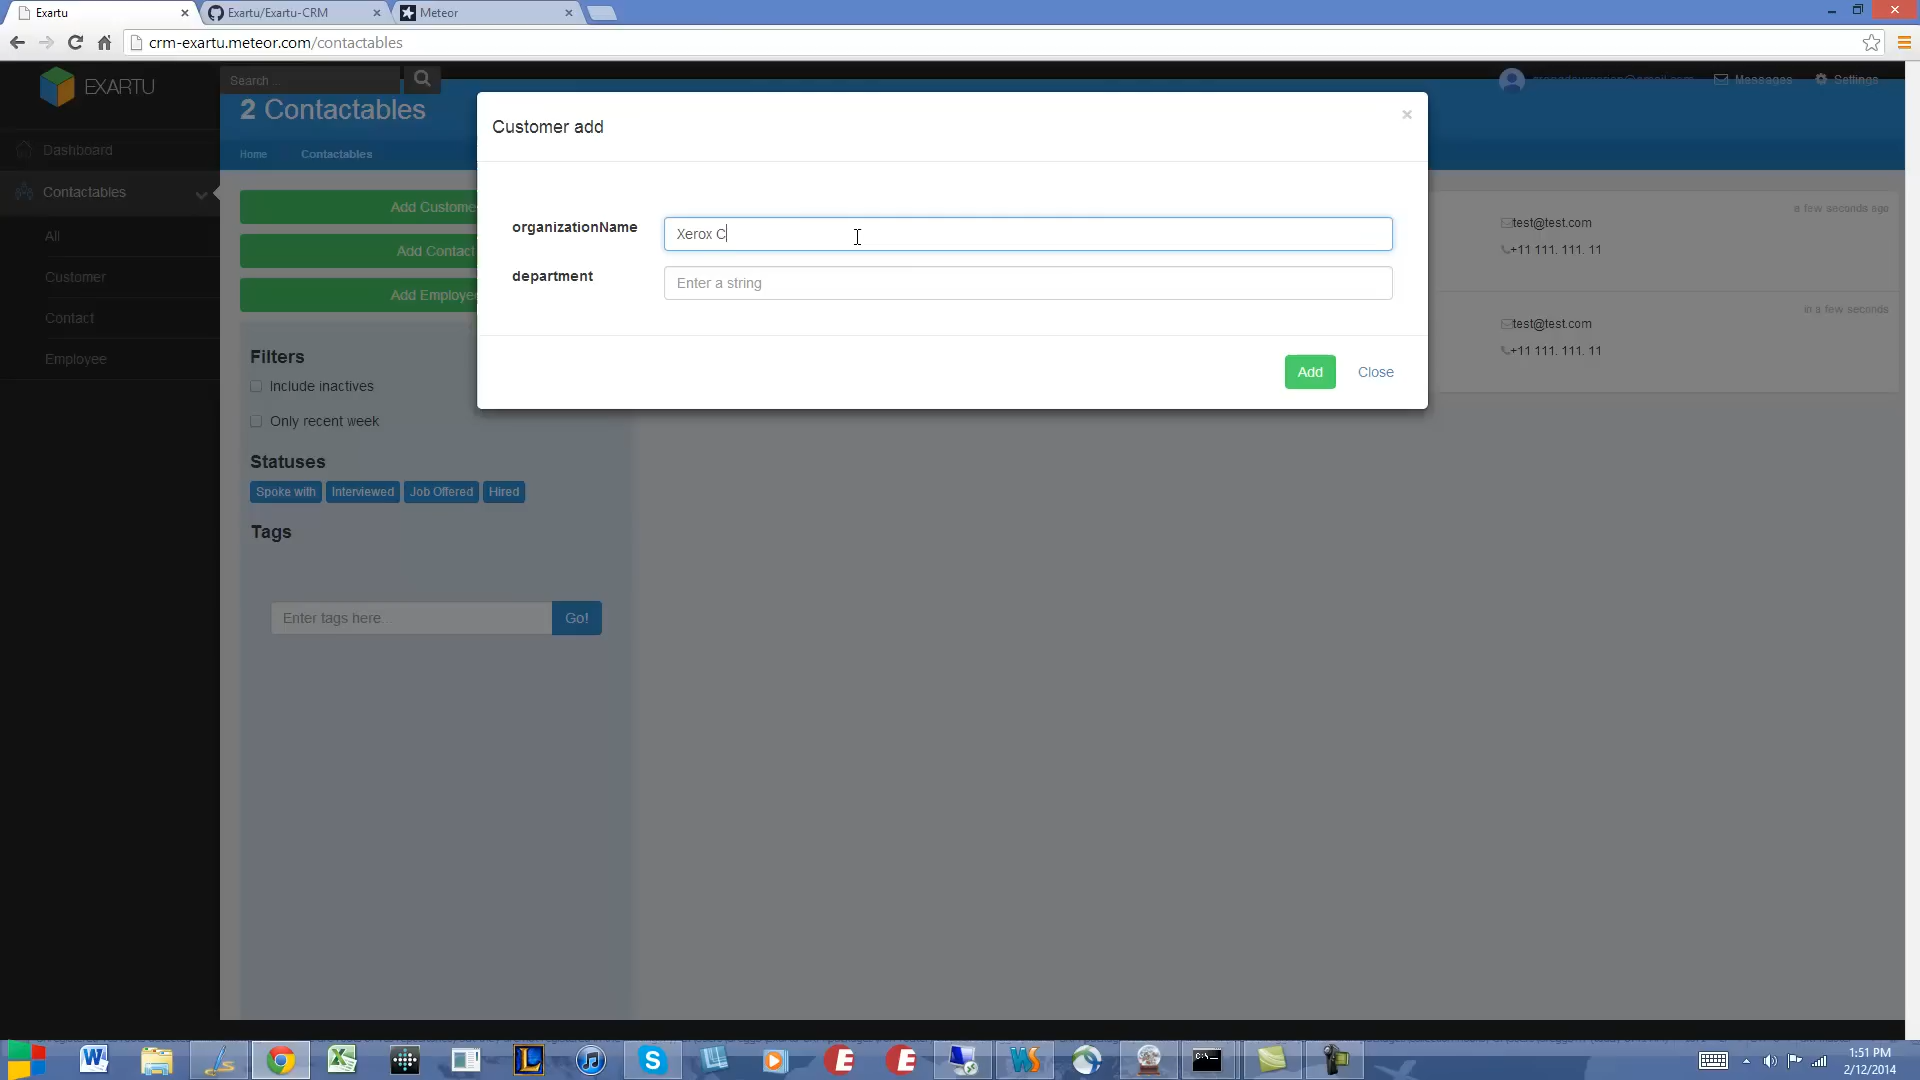 Exartu
Exartu/Exartu-CRM
Meteor
crm-exartu.meteor.com/contactables
EXARTU
Search ...
Messages
Settings
2 Contactables
Home
Contactables
Dashboard
Contactables
All
Customer
Contact
Employee
Add Custome
Add Contact
Add Employe
Customer add
×
organizationName
Xerox C
department
Enter a string
Add
Close
a few seconds ago
test@test.com
+11 111. 111. 11
in a few seconds
test@test.com
+11 111. 111. 11
Filters
Include inactives
Only recent week
Statuses
Spoke with
Interviewed
Job Offered
Hired
Tags
Enter tags here...
Go!
1:51 PM
2/12/2014